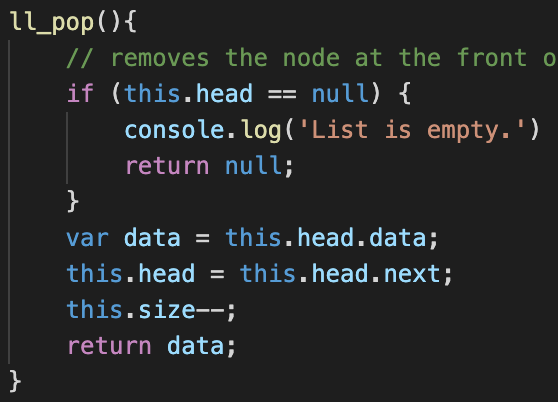 ll_pop(){
// removes the node at the front o
if (this.head == null) {
console.log('List is empty.')
return null;
}
var data = this.head.data;
this.head = this.head.next;
this.size--;
return data;
}